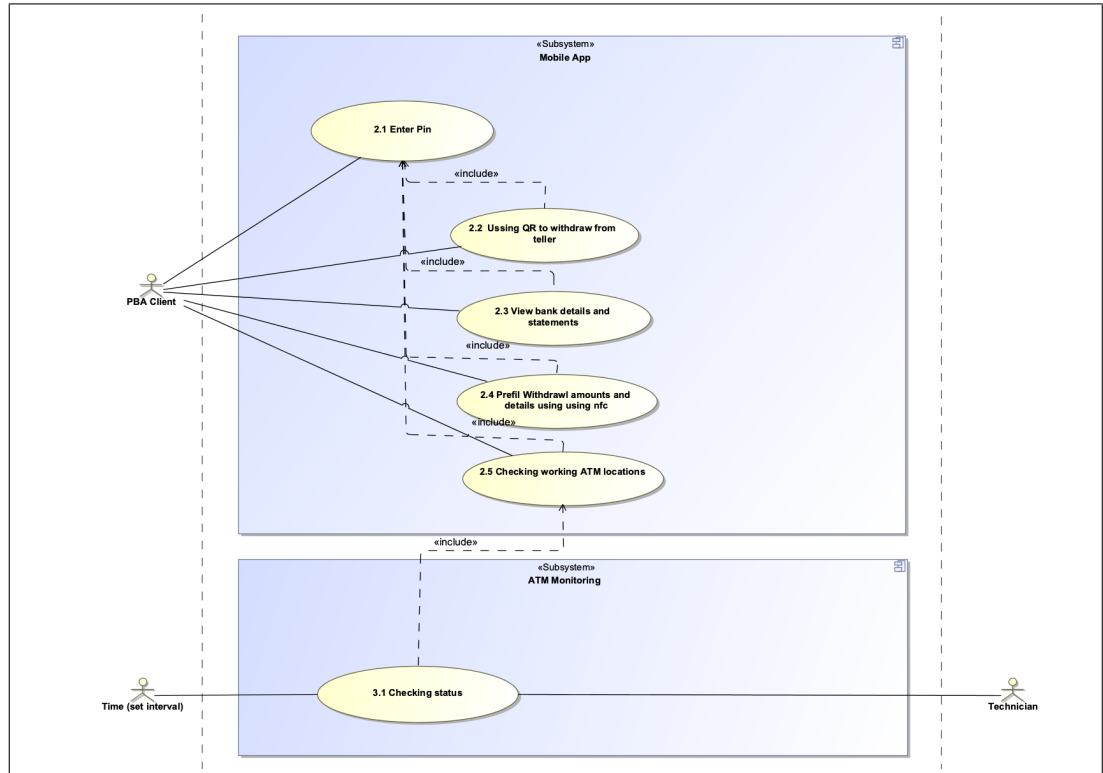 «Subsystem»
Mobile App
2.1 Enter Pin
«include»
2.2 Ussing QR to withdraw from
teller
«include»
PBA Client
2.3 View bank details and
statements
«include»
2.4 Prefil Withdrawl amounts and
details using using nfc
«include»
2.5 Checking working ATM locations
«include»
«Subsystem»
ATM Monitoring
3.1 Checking status
Time (set interval)
Technician